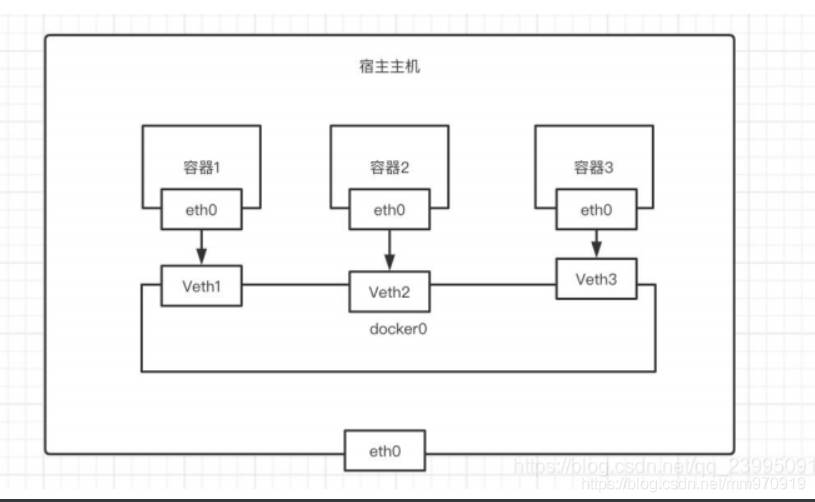 宿主主机
容器1
容器2
容器3
eth0
eth0
eth0
Veth1
Veth2
Veth3
docker0
eth0
https://blog.csdn.net/qq_23995091
https://blog.csdn.net/mm970919